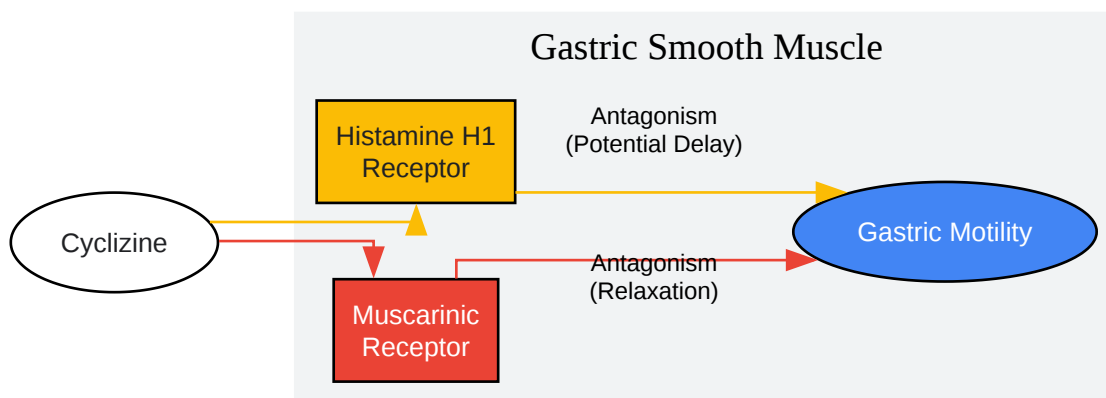 Gastric Smooth Muscle
Histamine H1
Receptor
Antagonism
(Potential Delay)
Cyclizine
Gastric Motility
Antagonism
(Relaxation)
Muscarinic
Receptor